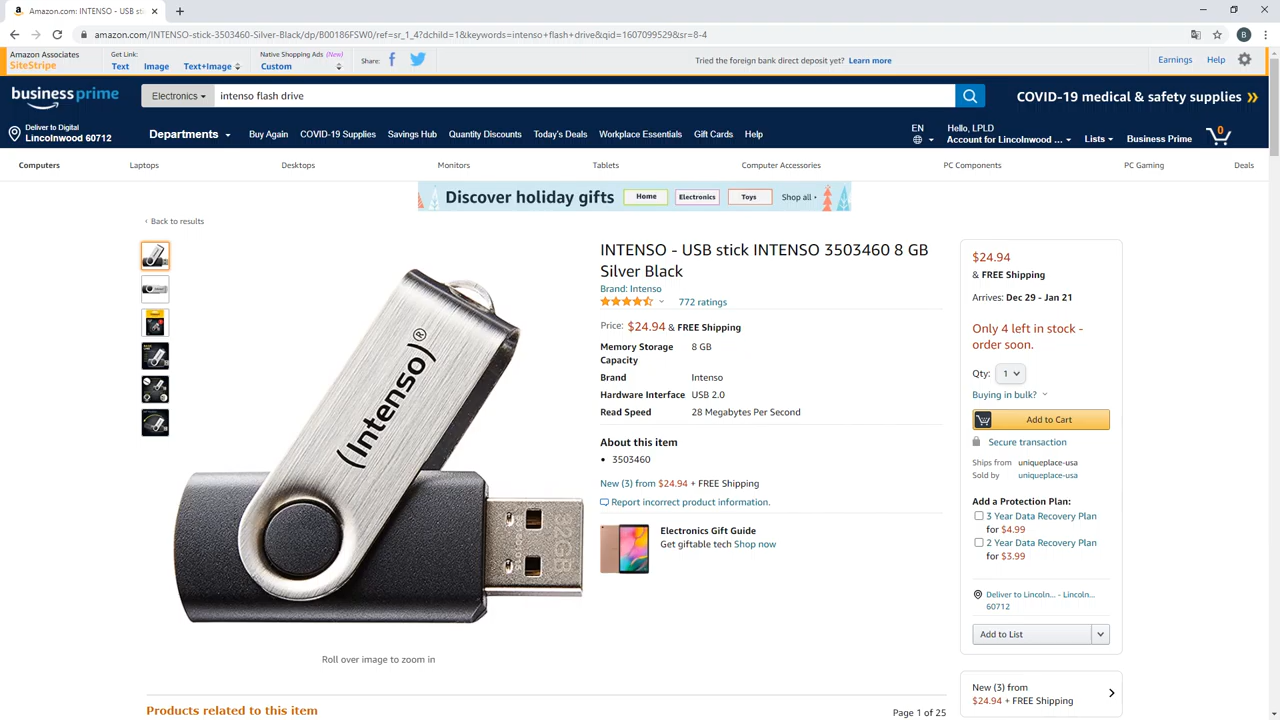 Amazon.com: INTENSO - USB sti
amazon.com/INTENSO-stick-3503460-Silver-Black/dp/B00186FSW0/ref=sr_1_4?dchild=1&keywords=intenso+flash+drive&qid=1607099529&sr=8-4
B
Amazon Associates
SiteStripe
Get Link:
Text Image Text+Image
Native Shopping Ads (New)
Custom
Share:
Tried the foreign bank direct deposit yet? Learn more
Earnings Help
business prime
Electronics
intenso flash drive
COVID-19 medical & safety supplies
Deliver to Digital
Lincolnwood 60712
Departments
Buy Again COVID-19 Supplies Savings Hub Quantity Discounts Today's Deals Workplace Essentials Gift Cards Help
EN
Hello, LPLD
Account for Lincolnwood ...
Lists
Business Prime
0
Computers Laptops Desktops Monitors Tablets Computer Accessories PC Components PC Gaming Deals
Discover holiday gifts Home Electronics Toys Shop all
‹ Back to results
(Intenso)®
INTENSO - USB stick INTENSO 3503460 8 GB
Silver Black
Brand: Intenso
772 ratings
Price: $24.94 & FREE Shipping
Memory Storage Capacity 8 GB
Brand Intenso
Hardware Interface USB 2.0
Read Speed 28 Megabytes Per Second
About this item
• 3503460
New (3) from $24.94 + FREE Shipping
Report incorrect product information.
Electronics Gift Guide
Get giftable tech Shop now
Roll over image to zoom in
$24.94
& FREE Shipping
Arrives: Dec 29 - Jan 21
Only 4 left in stock -
order soon.
Qty: 1
Buying in bulk?
Add to Cart
Secure transaction
Ships from uniqueplace-usa
Sold by uniqueplace-usa
Add a Protection Plan:
3 Year Data Recovery Plan
for $4.99
2 Year Data Recovery Plan
for $3.99
Deliver to Lincoln... - Lincoln...
60712
Add to List
New (3) from
$24.94 + FREE Shipping
Products related to this item
Page 1 of 25